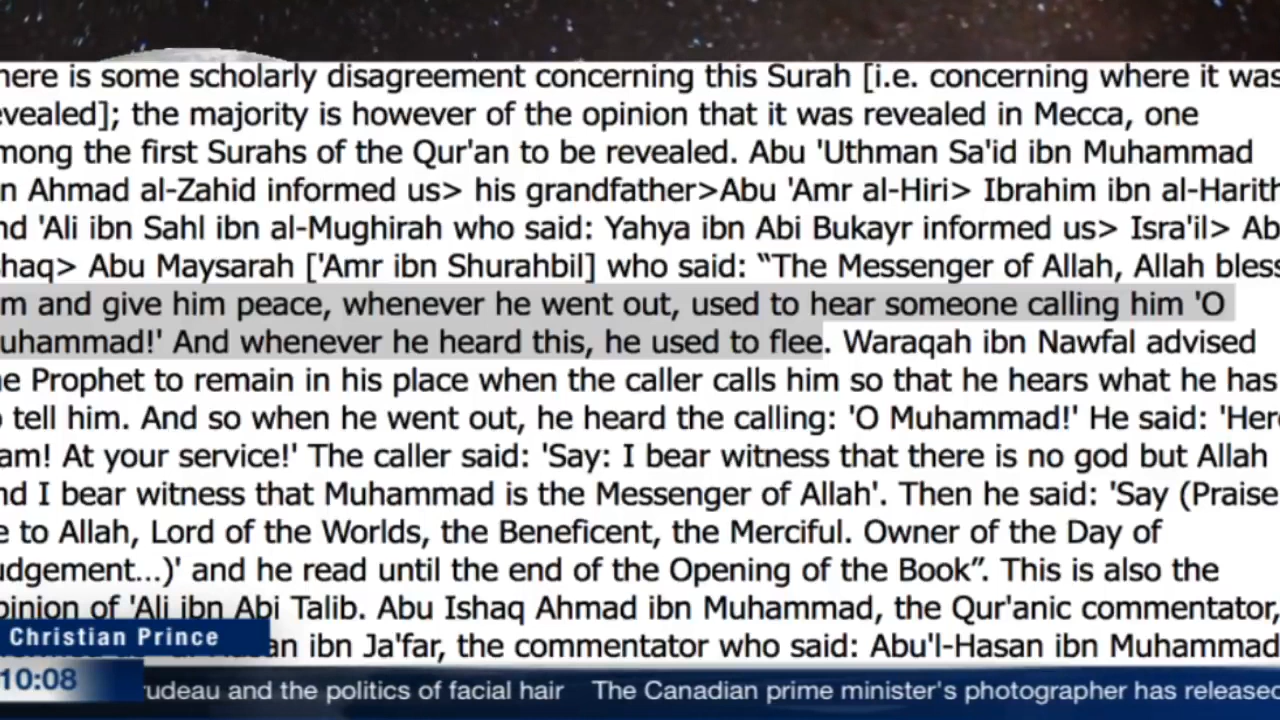 here is some scholarly disagreement concerning this Surah [i.e. concerning where it was
evealed]; the majority is however of the opinion that it was revealed in Mecca, one
mong the first Surahs of the Qur'an to be revealed. Abu 'Uthman Sa'id ibn Muhammad
n Ahmad al-Zahid informed us> his grandfather>Abu 'Amr al-Hiri> Ibrahim ibn al-Harith
nd 'Ali ibn Sahl ibn al-Mughirah who said: Yahya ibn Abi Bukayr informed us> Isra'il> Ab
shaq> Abu Maysarah ['Amr ibn Shurahbil] who said: “The Messenger of Allah, Allah bless
m and give him peace, whenever he went out, used to hear someone calling him 'O
uhammad!' And whenever he heard this, he used to flee. Waraqah ibn Nawfal advised
he Prophet to remain in his place when the caller calls him so that he hears what he has
o tell him. And so when he went out, he heard the calling: 'O Muhammad!' He said: 'Here
am! At your service!' The caller said: 'Say: I bear witness that there is no god but Allah
nd I bear witness that Muhammad is the Messenger of Allah'. Then he said: 'Say (Praise
e to Allah, Lord of the Worlds, the Beneficent, the Merciful. Owner of the Day of
udgement...)' and he read until the end of the Opening of the Book”. This is also the
pinion of 'Ali ibn Abi Talib. Abu Ishaq Ahmad ibn Muhammad, the Qur'anic commentator,
Christian Prince
an ibn Ja'far, the commentator who said: Abu'l-Hasan ibn Muhammad
10:08
rudeau and the politics of facial hair The Canadian prime minister's photographer has released